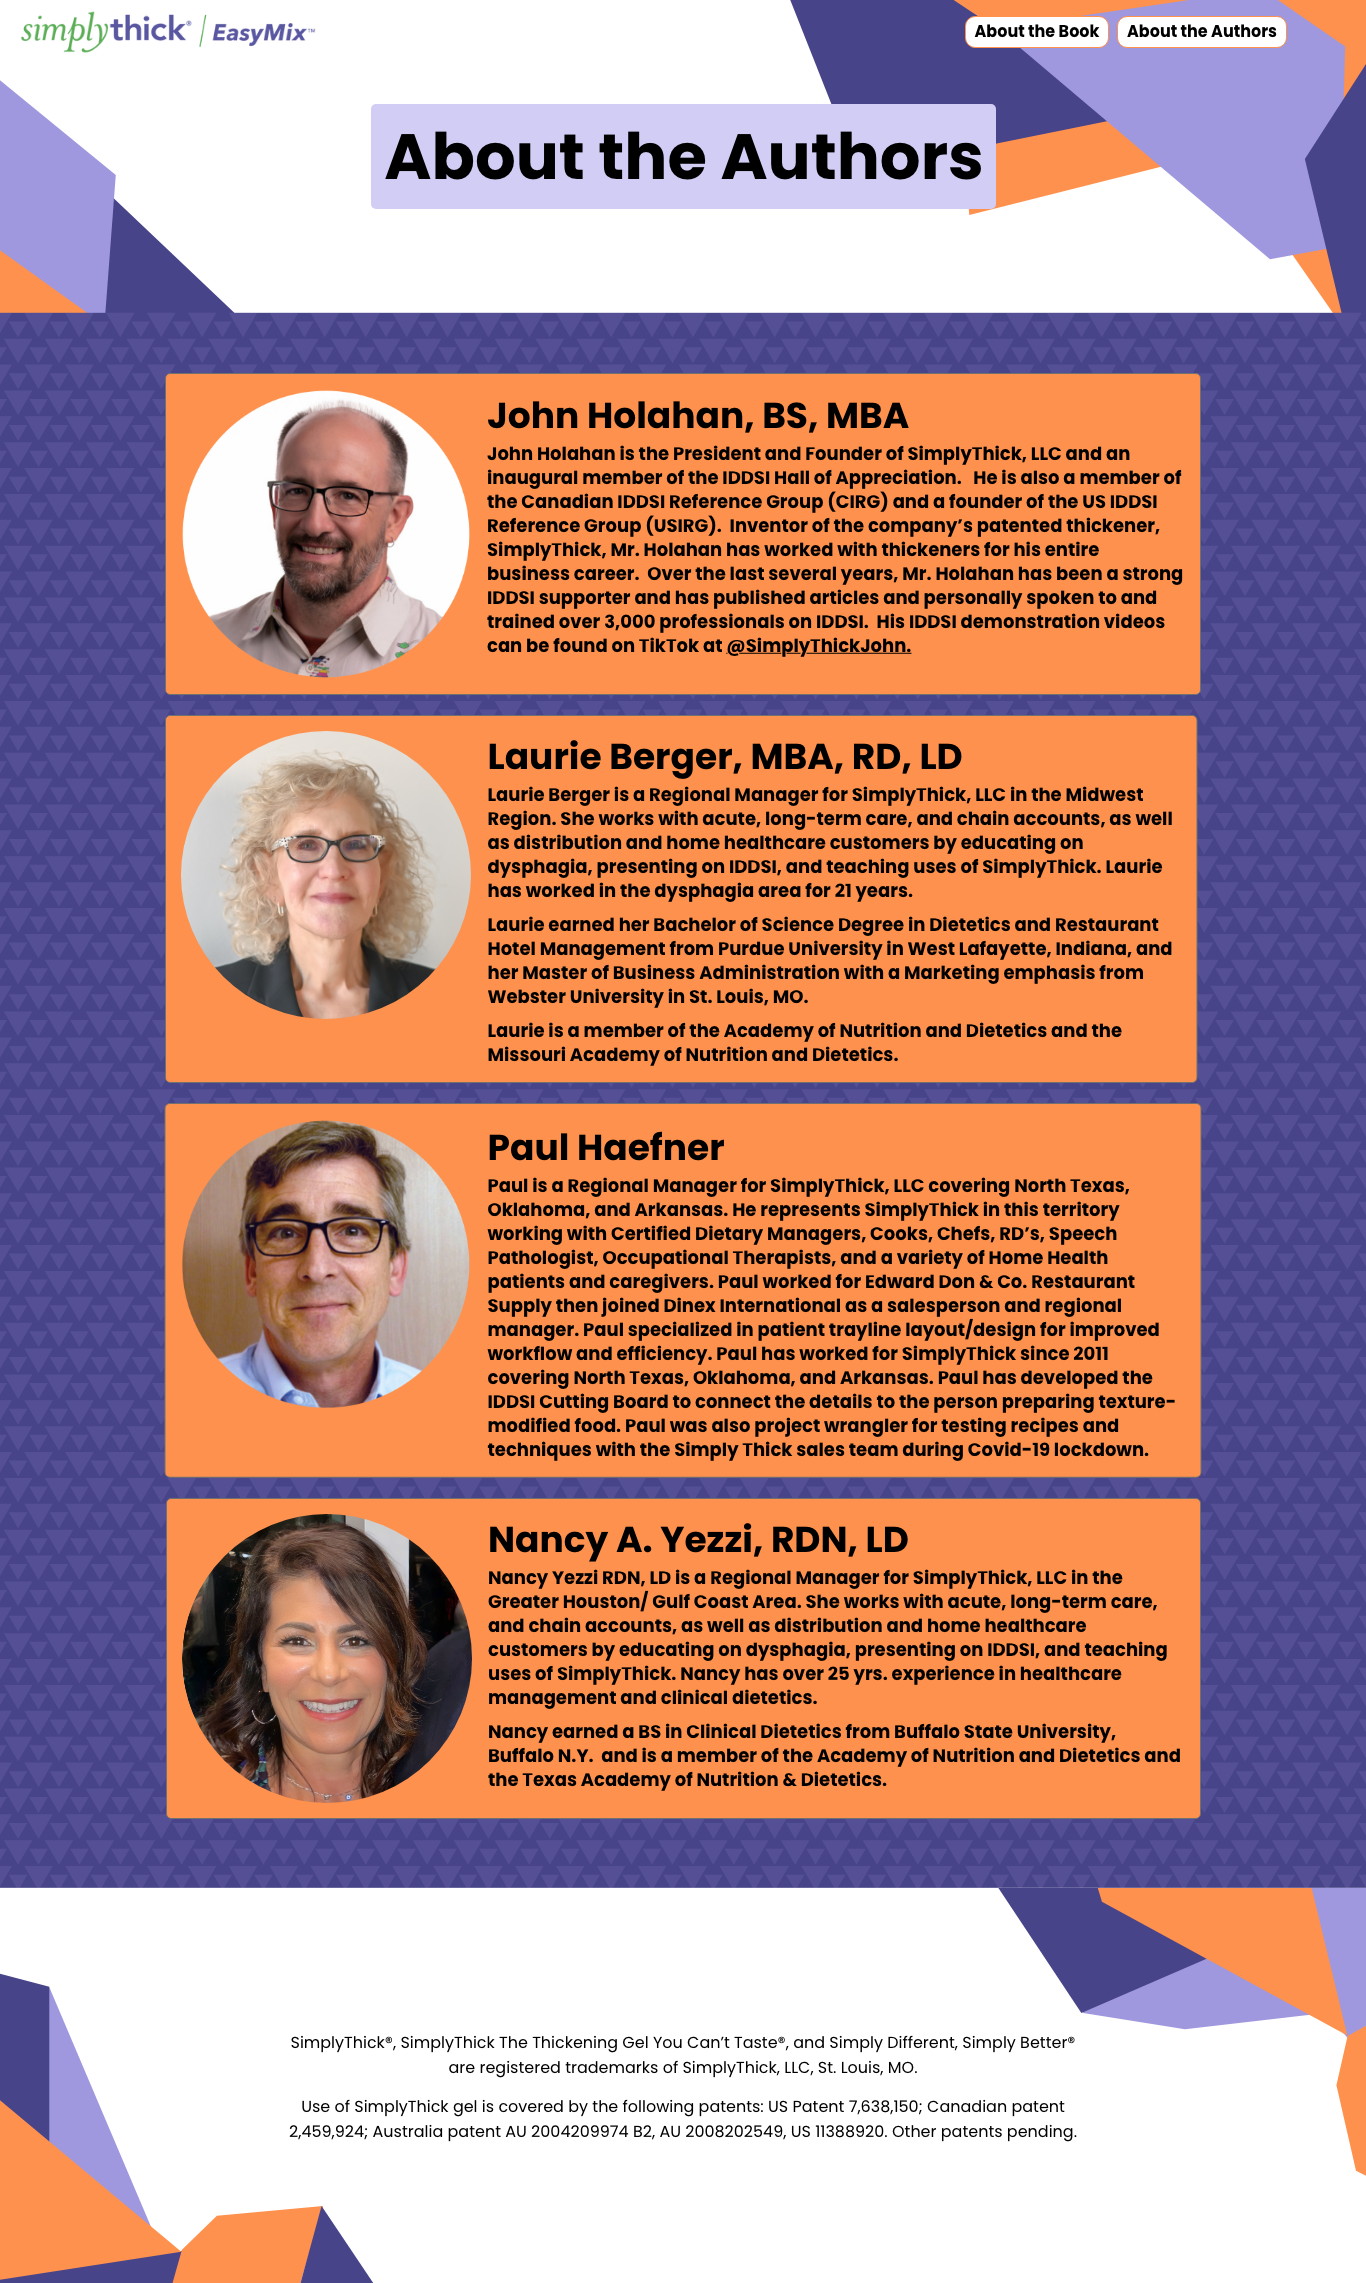 simplythick® | EasyMix™
About the Book
About the Authors
About the Authors
John Holahan, BS, MBA
John Holahan is the President and Founder of SimplyThick, LLC and an
inaugural member of the IDDSI Hall of Appreciation. He is also a member of
the Canadian IDDSI Reference Group (CIRG) and a founder of the US IDDSI
Reference Group (USIRG). Inventor of the company’s patented thickener,
SimplyThick, Mr. Holahan has worked with thickeners for his entire
business career. Over the last several years, Mr. Holahan has been a strong
IDDSI supporter and has published articles and personally spoken to and
trained over 3,000 professionals on IDDSI. His IDDSI demonstration videos
can be found on TikTok at @SimplyThickJohn.
Laurie Berger, MBA, RD, LD
Laurie Berger is a Regional Manager for SimplyThick, LLC in the Midwest
Region. She works with acute, long-term care, and chain accounts, as well
as distribution and home healthcare customers by educating on
dysphagia, presenting on IDDSI, and teaching uses of SimplyThick. Laurie
has worked in the dysphagia area for 21 years.
Laurie earned her Bachelor of Science Degree in Dietetics and Restaurant
Hotel Management from Purdue University in West Lafayette, Indiana, and
her Master of Business Administration with a Marketing emphasis from
Webster University in St. Louis, MO.
Laurie is a member of the Academy of Nutrition and Dietetics and the
Missouri Academy of Nutrition and Dietetics.
Paul Haefner
Paul is a Regional Manager for SimplyThick, LLC covering North Texas,
Oklahoma, and Arkansas. He represents SimplyThick in this territory
working with Certified Dietary Managers, Cooks, Chefs, RD’s, Speech
Pathologist, Occupational Therapists, and a variety of Home Health
patients and caregivers. Paul worked for Edward Don & Co. Restaurant
Supply then joined Dinex International as a salesperson and regional
manager. Paul specialized in patient trayline layout/design for improved
workflow and efficiency. Paul has worked for SimplyThick since 2011
covering North Texas, Oklahoma, and Arkansas. Paul has developed the
IDDSI Cutting Board to connect the details to the person preparing texture-
modified food. Paul was also project wrangler for testing recipes and
techniques with the Simply Thick sales team during Covid-19 lockdown.
Nancy A. Yezzi, RDN, LD
Nancy Yezzi RDN, LD is a Regional Manager for SimplyThick, LLC in the
Greater Houston/ Gulf Coast Area. She works with acute, long-term care,
and chain accounts, as well as distribution and home healthcare
customers by educating on dysphagia, presenting on IDDSI, and teaching
uses of SimplyThick. Nancy has over 25 yrs. experience in healthcare
management and clinical dietetics.
Nancy earned a BS in Clinical Dietetics from Buffalo State University,
Buffalo N.Y. and is a member of the Academy of Nutrition and Dietetics and
the Texas Academy of Nutrition & Dietetics.
SimplyThick®, SimplyThick The Thickening Gel You Can’t Taste®, and Simply Different, Simply Better®
are registered trademarks of SimplyThick, LLC, St. Louis, MO.
Use of SimplyThick gel is covered by the following patents: US Patent 7,638,150; Canadian patent
2,459,924; Australia patent AU 2004209974 B2, AU 2008202549, US 11388920. Other patents pending.